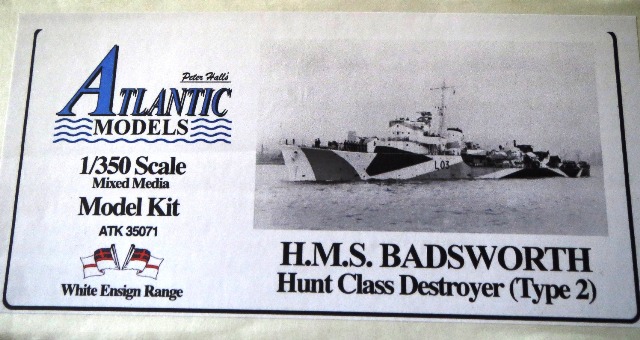 Peter Hall's
ATLANTIC
MODELS
1/350 Scale
Mixed Media
Model Kit
ATK 35071
White Ensign Range
L03
H.M.S. BADSWORTH
Hunt Class Destroyer (Type 2)